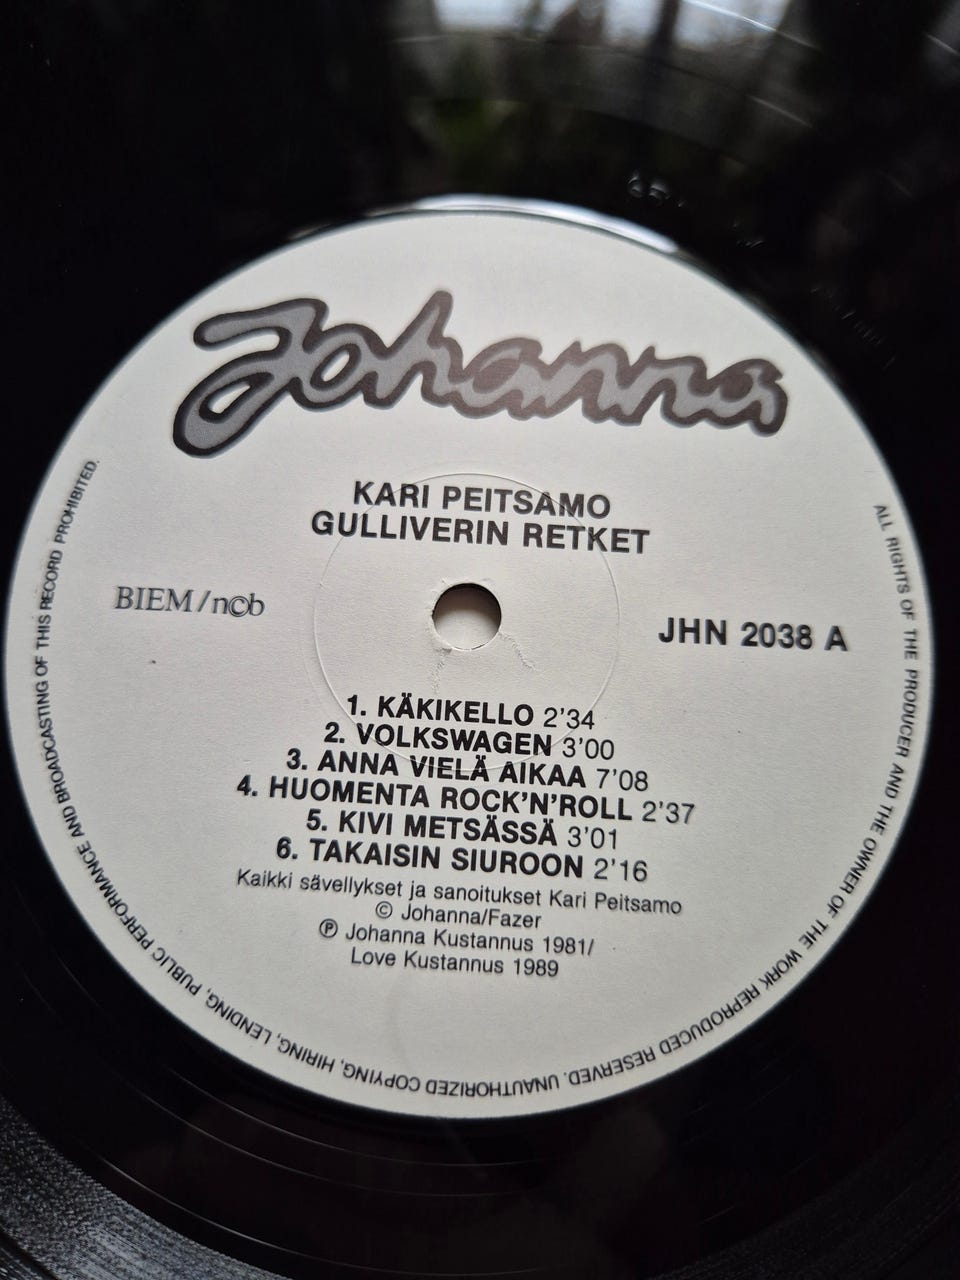 Johanna
KARI PEITSAMO
GULLIVERIN RETKET
BIEM/n©b
JHN 2038 A
1. KÄKIKELLO 2'34
2. VOLKSWAGEN 3'00
3. ANNA VIELÄ AIKAA 7'08
4. HUOMENTA ROCK'N'ROLL 2'37
5. KIVI METSÄSSÄ 3'01
6. TAKAISIN SIUROON 2'16
Kaikki sävellykset ja sanoitukset Kari Peitsamo
© Johanna/Fazer
℗ Johanna Kustannus 1981/
Love Kustannus 1989
ALL RIGHTS OF THE PRODUCER AND THE OWNER OF THE WORK REPRODUCED RESERVED. UNAUTHORIZED COPYING, HIRING, LENDING, PUBLIC PERFORMANCE AND BROADCASTING OF THIS RECORD PROHIBITED.